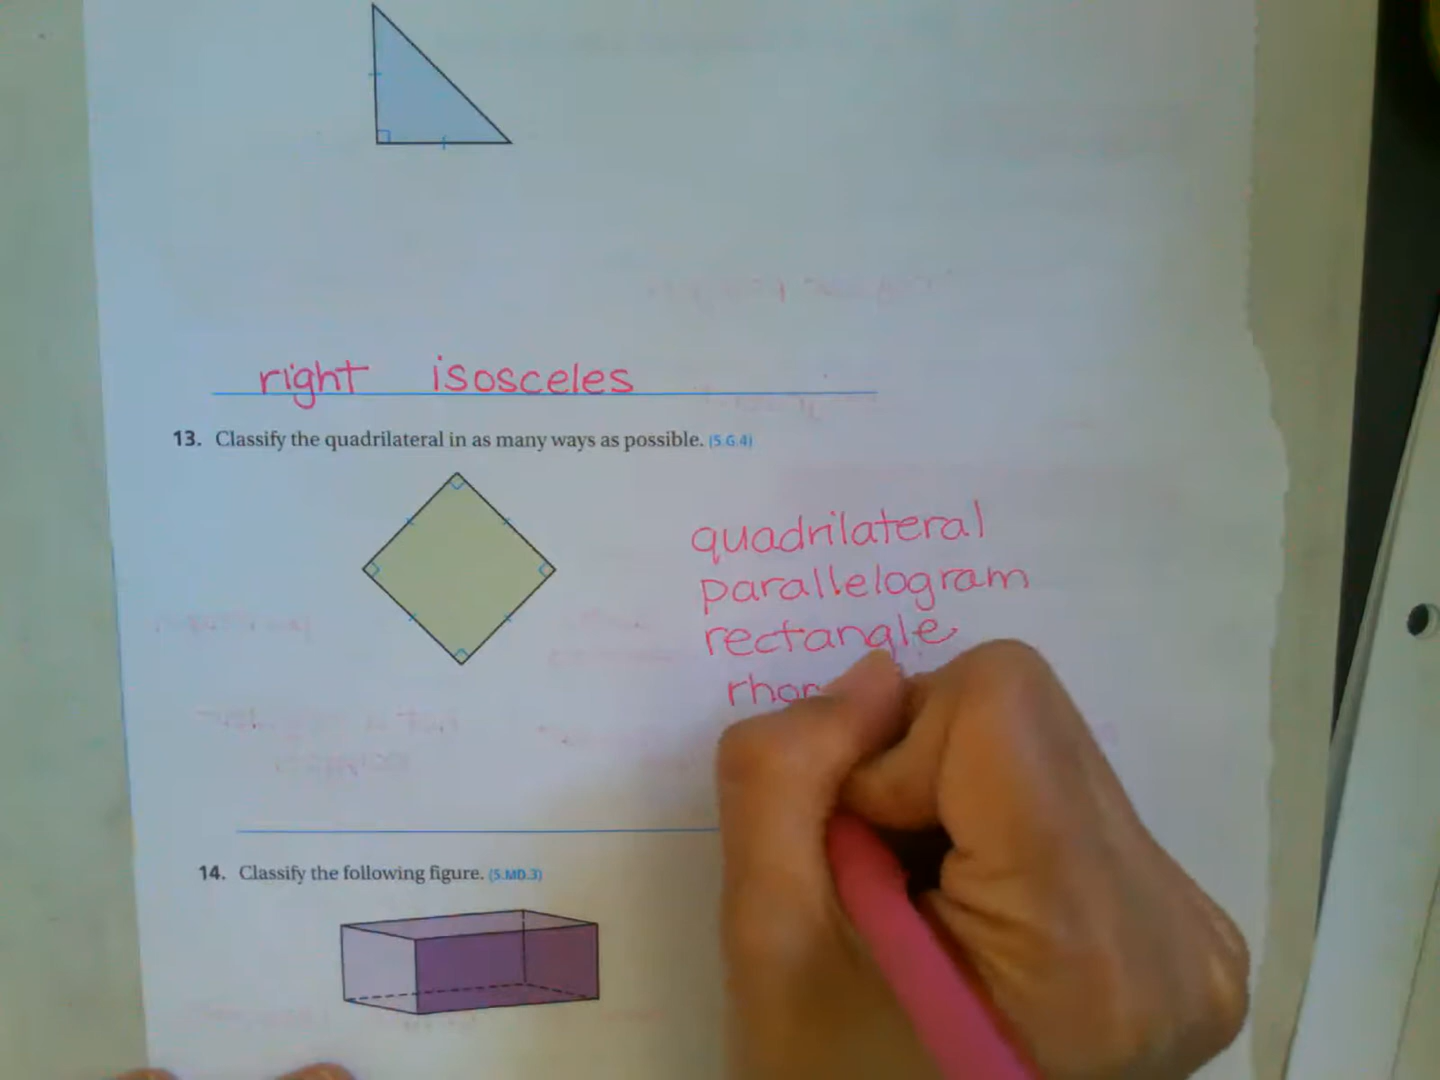 right isosceles
13. Classify the quadrilateral in as many ways as possible. (5.G.4)
quadrilateral
parallelogram
rectangle
14. Classify the following figure. (5.MD.3)